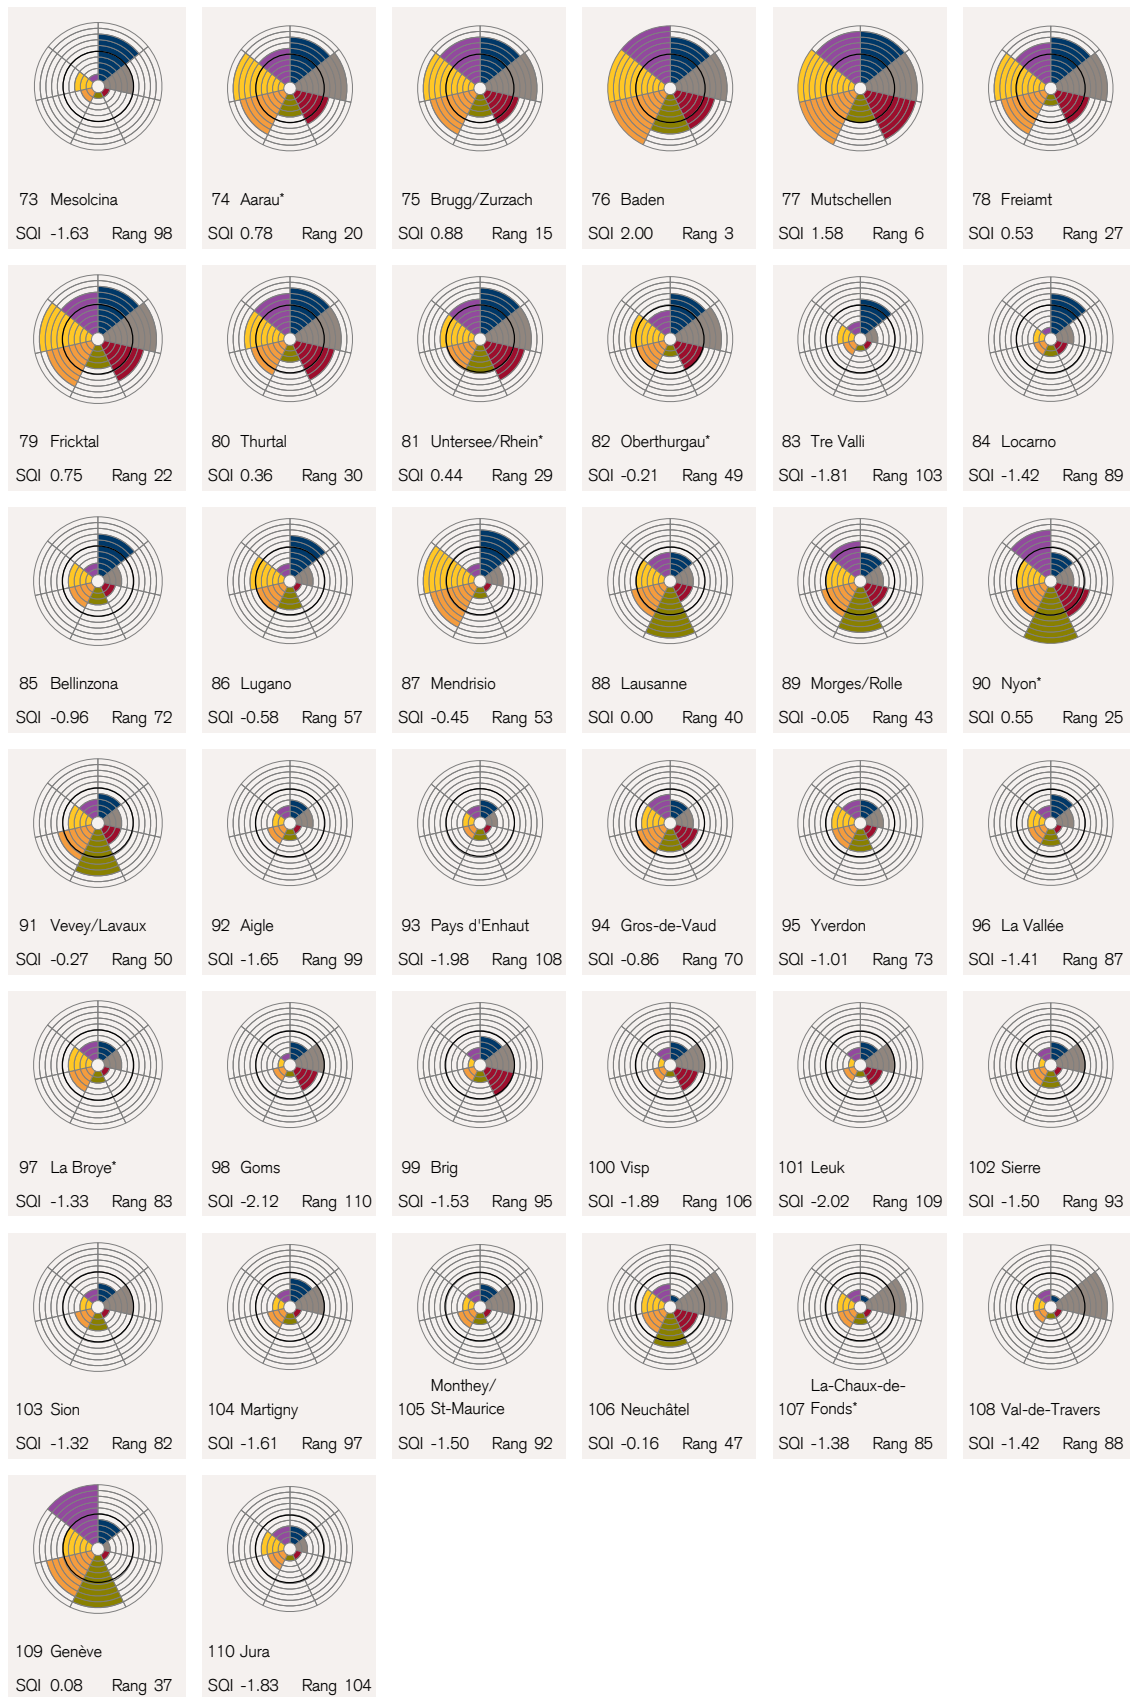 73 Mesolcina
SQI -1.63 Rang 98
74 Aarau*
SQI 0.78 Rang 20
75 Brugg/Zurzach
SQI 0.88 Rang 15
76 Baden
SQI 2.00 Rang 3
77 Mutschellen
SQI 1.58 Rang 6
78 Freiamt
SQI 0.53 Rang 27
79 Fricktal
SQI 0.75 Rang 22
80 Thurtal
SQI 0.36 Rang 30
81 Untersee/Rhein*
SQI 0.44 Rang 29
82 Oberthurgau*
SQI -0.21 Rang 49
83 Tre Valli
SQI -1.81 Rang 103
84 Locarno
SQI -1.42 Rang 89
85 Bellinzona
SQI -0.96 Rang 72
86 Lugano
SQI -0.58 Rang 57
87 Mendrisio
SQI -0.45 Rang 53
88 Lausanne
SQI 0.00 Rang 40
89 Morges/Rolle
SQI -0.05 Rang 43
90 Nyon*
SQI 0.55 Rang 25
91 Vevey/Lavaux
SQI -0.27 Rang 50
92 Aigle
SQI -1.65 Rang 99
93 Pays d'Enhaut
SQI -1.98 Rang 108
94 Gros-de-Vaud
SQI -0.86 Rang 70
95 Yverdon
SQI -1.01 Rang 73
96 La Vallée
SQI -1.41 Rang 87
97 La Broye*
SQI -1.33 Rang 83
98 Goms
SQI -2.12 Rang 110
99 Brig
SQI -1.53 Rang 95
100 Visp
SQI -1.89 Rang 106
101 Leuk
SQI -2.02 Rang 109
102 Sierre
SQI -1.50 Rang 93
103 Sion
SQI -1.32 Rang 82
104 Martigny
SQI -1.61 Rang 97
Monthey/
105 St-Maurice
SQI -1.50 Rang 92
106 Neuchâtel
SQI -0.16 Rang 47
La-Chaux-de-
107 Fonds*
SQI -1.38 Rang 85
108 Val-de-Travers
SQI -1.42 Rang 88
109 Genève
SQI 0.08 Rang 37
110 Jura
SQI -1.83 Rang 104